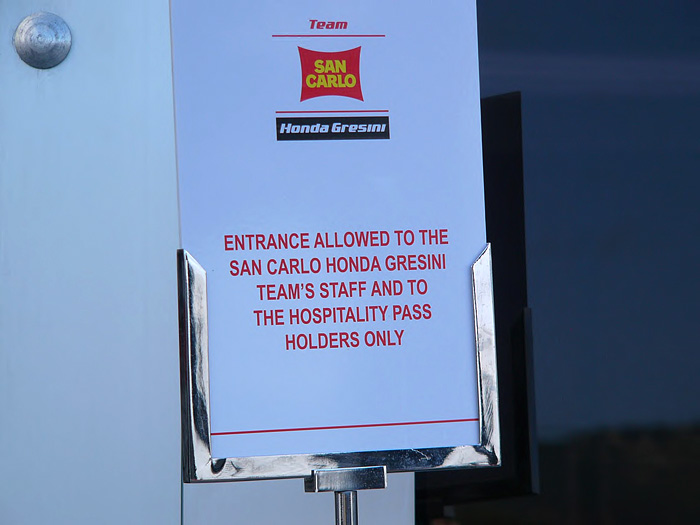 Team
SAN
CARLO
Honda Gresini
ENTRANCE ALLOWED TO THE
SAN CARLO HONDA GRESINI
TEAM'S STAFF AND TO
THE HOSPITALITY PASS
HOLDERS ONLY